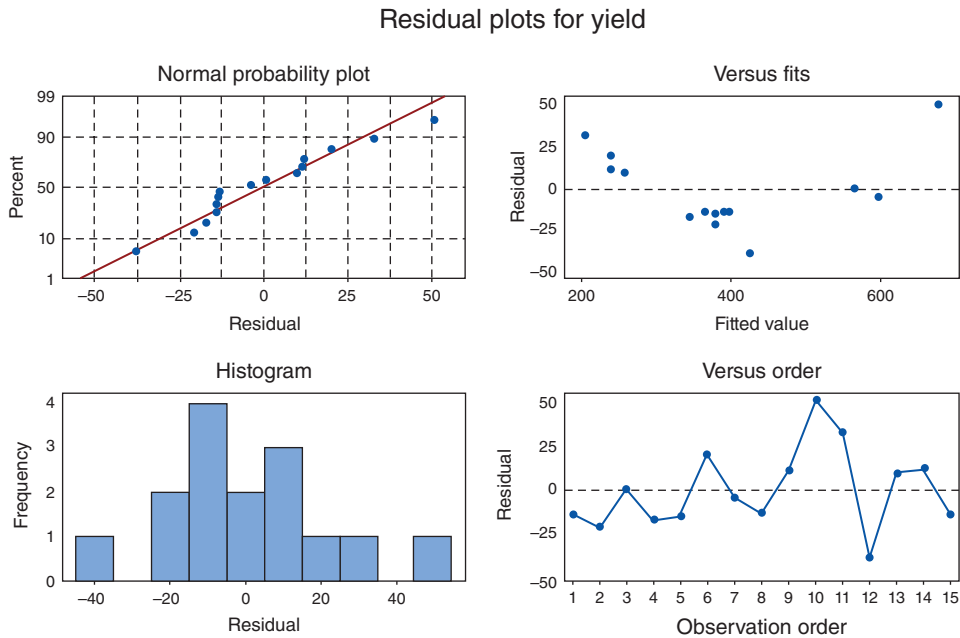 Residual plots for yield
Normal probability plot
99
90
50
10
1
Percent
–50 –25 0 25 50
Residual
Versus fits
50
25
0
–25
–50
Residual
200 400 600
Fitted value
Histogram
4
3
2
1
0
Frequency
–40 –20 0 20 40
Residual
Versus order
50
25
0
–25
–50
Residual
1 2 3 4 5 6 7 8 9 10 11 12 13 14 15
Observation order